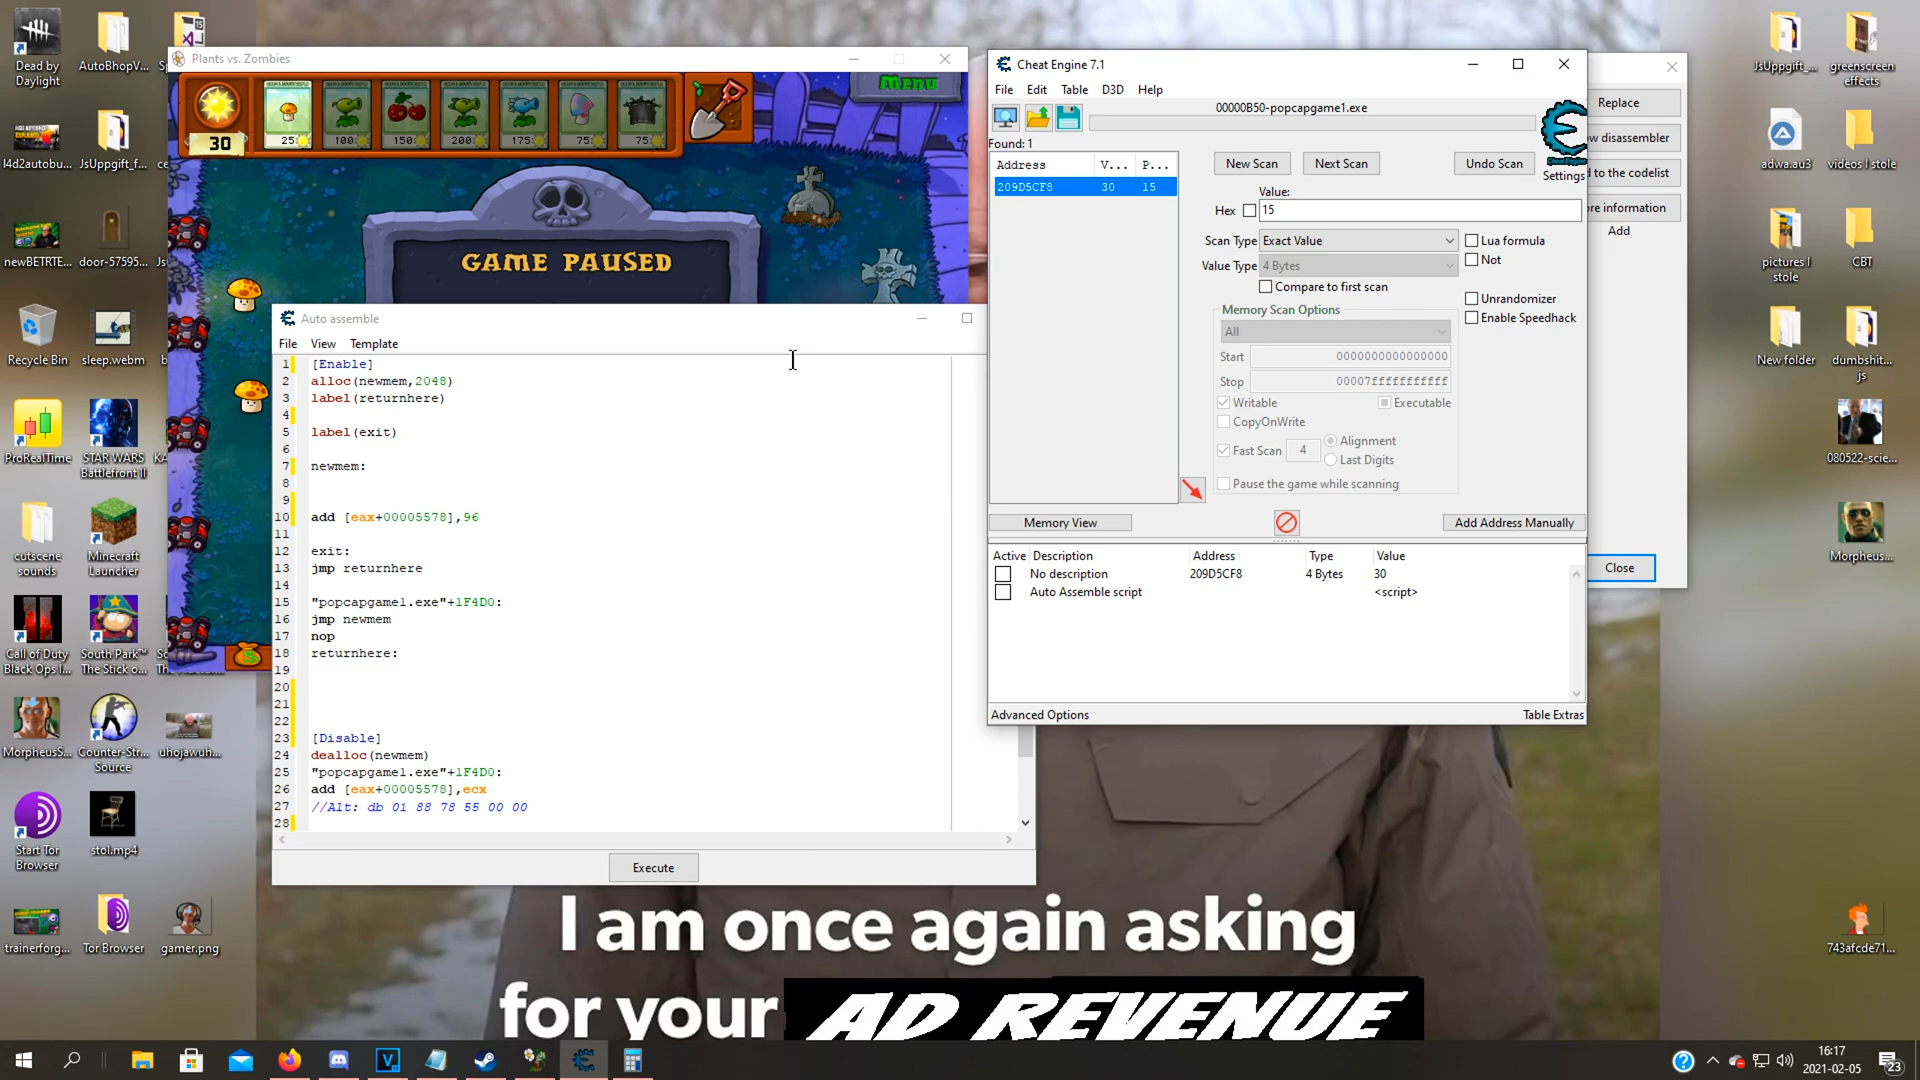 Dead by
Daylight
AutoBhopV...
l4d2autobu...
JsUppgift_f...
newBETRTE...
door-57595...
Recycle Bin
sleep.webm
ProRealTime
STAR WARS
Battlefront II
cutscene
sounds
Minecraft
Launcher
Call of Duty
Black Ops I...
South Park™
The Stick o...
MorpheusS...
Counter-Str...
Source
uhojawuh...
Start Tor
Browser
stol.mp4
trainerforg...
Tor Browser
gamer.png
Plants vs. Zombies
30
25
100
150
200
175
75
75
Menu
GAME PAUSED
Auto assemble
File View Template
1 [Enable]
2 alloc(newmem,2048)
3 label(returnhere)
4
5 label(exit)
6
7 newmem:
8
9
10 add [eax+00005578],96
11
12 exit:
13 jmp returnhere
14
15 "popcapgame1.exe"+1F4D0:
16 jmp newmem
17 nop
18 returnhere:
19
20
21
22
23 [Disable]
24 dealloc(newmem)
25 "popcapgame1.exe"+1F4D0:
26 add [eax+00005578],ecx
27 //Alt: db 01 88 78 55 00 00
28
Execute
Cheat Engine 7.1
File Edit Table D3D Help
00000B50-popcapgame1.exe
Found: 1
Address V... P...
209D5CF8 30 15
New Scan Next Scan Undo Scan
Cheat Engine
Settings
Value:
Hex 15
Scan Type Exact Value
Lua formula
Value Type 4 Bytes
Not
Compare to first scan
Memory Scan Options
All
Unrandomizer
Enable Speedhack
Start 0000000000000000
Stop 00007fffffffffff
Writable Executable
CopyOnWrite
Fast Scan 4 Alignment
Last Digits
Pause the game while scanning
Memory View
Add Address Manually
Active Description Address Type Value
No description 209D5CF8 4 Bytes 30
Auto Assemble script <script>
Advanced Options Table Extras
Replace
w disassembler
d to the codelist
re information
Add
Close
JsUppgift_...
greenscreen
effects
adwa.au3
videos I stole
pictures I
stole
CBT
New folder
dumbshit...
js
080522-scie...
Morpheus...
743afcde71...
I am once again asking
for your AD REVENUE
16:17
2021-02-05
23